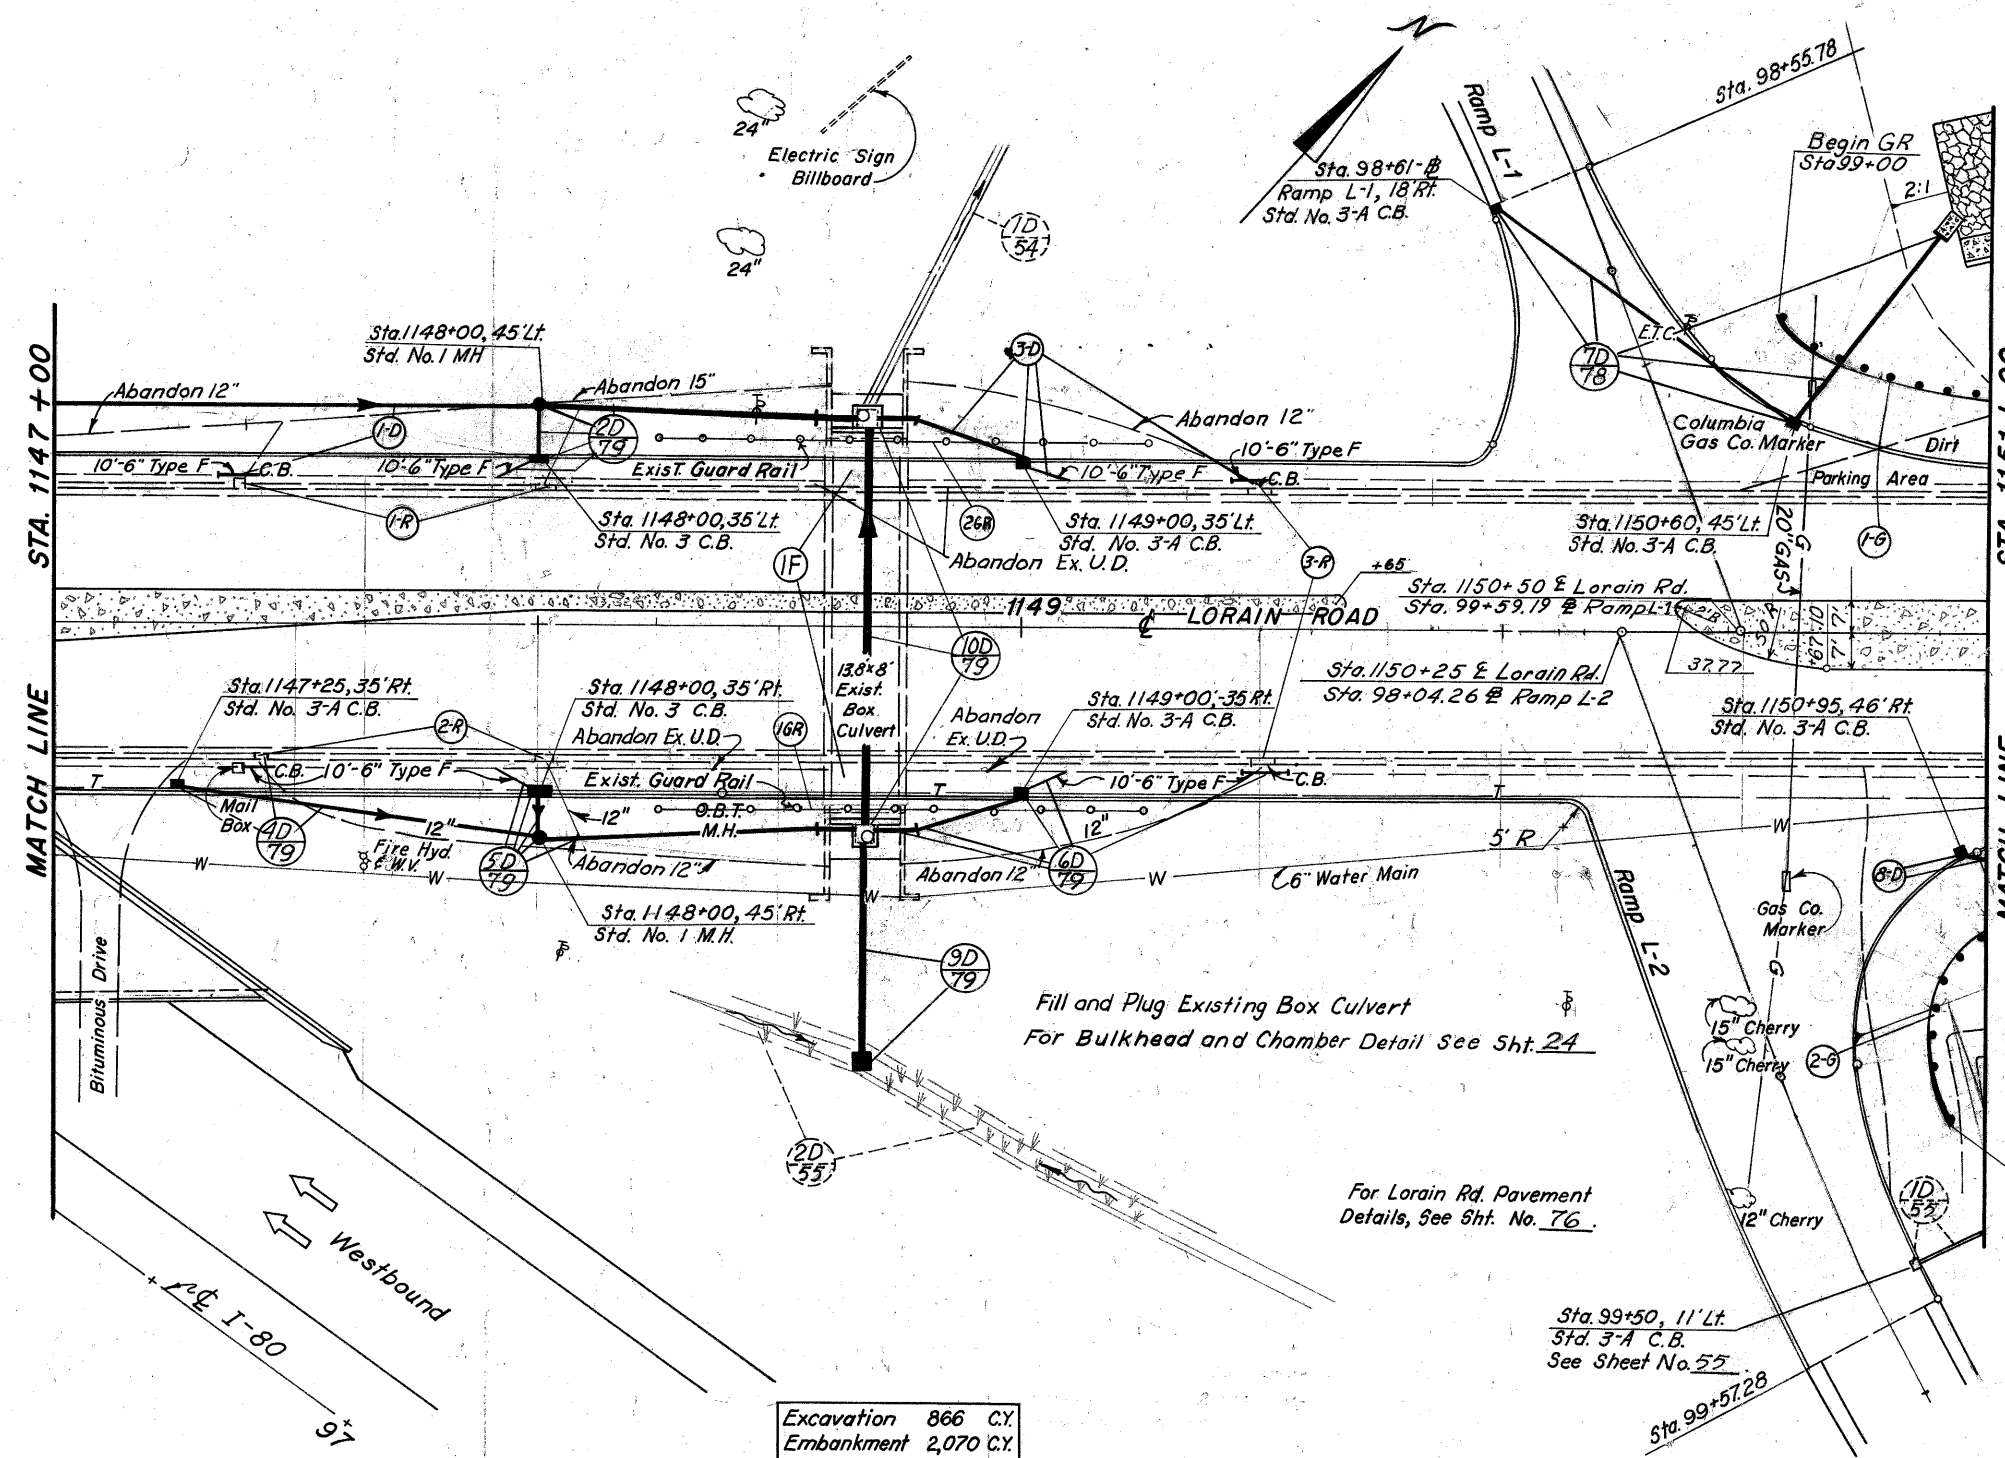 N
Sta. 98+55.78
Ramp L-1
24"
Electric Sign
Billboard
Begin GR
Sta 99+00
2:1
Sta. 98+61-℄
Ramp L-1, 18' Rt.
Std. No. 3-A C.B.
1D
54
24"
Sta. 1148+00, 45' Lt.
Std. No. 1 MH
3-D
E.T.C.
7D
78
Abandon 12"
Abandon 15"
Abandon 12"
Columbia
Gas Co. Marker
Dirt
Parking Area
1-D
2D
79
10'-6" Type F
C.B.
10'-6" Type F
Exist. Guard Rail
10'-6" Type F
10'-6" Type F
C.B.
1-R
Sta. 1148+00, 35' Lt.
Std. No. 3 C.B.
2GR
Sta. 1149+00, 35' Lt.
Std. No. 3-A C.B.
Sta. 1150+60, 45' Lt.
Std. No. 3-A C.B.
20" GAS
G
1-G
1F
Abandon Ex. U.D.
3-R
+65
Sta. 1150+50 ℄ Lorain Rd.
Sta. 99+59.19 ℄ Ramp L-1
1149
℄ LORAIN ROAD
2'R
50'R
10.79'
7'
7'
37.77
STA. 1147+00
MATCH LINE
STA. 1151+00
MATCH LINE
10D
79
13.8'x8'
Exist.
Box
Culvert
Sta. 1150+25 ℄ Lorain Rd.
Sta. 98+04.26 ℄ Ramp L-2
Sta. 1147+25, 35' Rt.
Std. No. 3-A C.B.
Sta. 1148+00, 35' Rt.
Std. No. 3 C.B.
Abandon Ex. U.D.
Sta. 1149+00, 35 Rt.
Std. No. 3-A C.B.
Abandon
Ex. U.D.
Sta. 1150+95, 46' Rt.
Std. No. 3-A C.B.
2-R
1GR
C.B.
10'-6" Type F
Exist. Guard Rail
10'-6" Type F
C.B.
T
T
T
Mail
Box
4D
79
12"
12"
O.B.T.
M.H.
12"
Fire Hyd.
& W.V.
5D
79
Abandon 12"
Abandon 12"
6D
79
5' R
W
W
W
W
W
W
6" Water Main
8-D
Sta. 1148+00, 45' Rt.
Std. No. 1 M.H.
Ramp L-2
Gas Co.
Marker
G
Bituminous Drive
9D
79
Fill and Plug Existing Box Culvert
For Bulkhead and Chamber Detail See Sht. 24
15" Cherry
15" Cherry
2-G
2D
55
For Lorain Rd. Pavement
Details, See Sht. No. 76.
12" Cherry
1D
55
Westbound
℄ I-80
97
Sta. 99+50, 11' Lt.
Std. 3-A C.B.
See Sheet No. 55.
Sta. 99+57.28
Excavation 866 C.Y.
Embankment 2,070 C.Y.